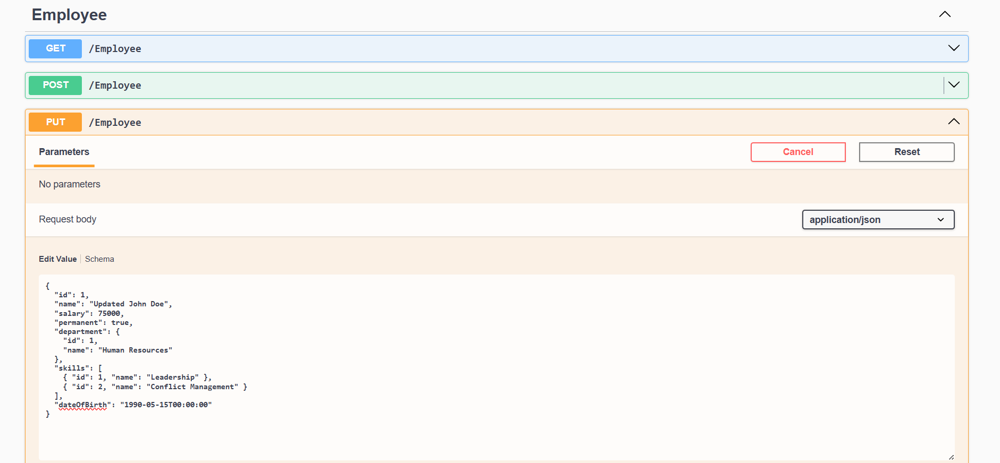 Employee
GET /Employee
POST /Employee
PUT /Employee
Parameters Cancel Reset
No parameters
Request body application/json
Edit Value Schema
{
  "id": 1,
  "name": "Updated John Doe",
  "salary": 75000,
  "permanent": true,
  "department": {
    "id": 1,
    "name": "Human Resources"
  },
  "skills": [
    { "id": 1, "name": "Leadership" },
    { "id": 2, "name": "Conflict Management" }
  ],
  "dateOfBirth": "1990-05-15T00:00:00"
}